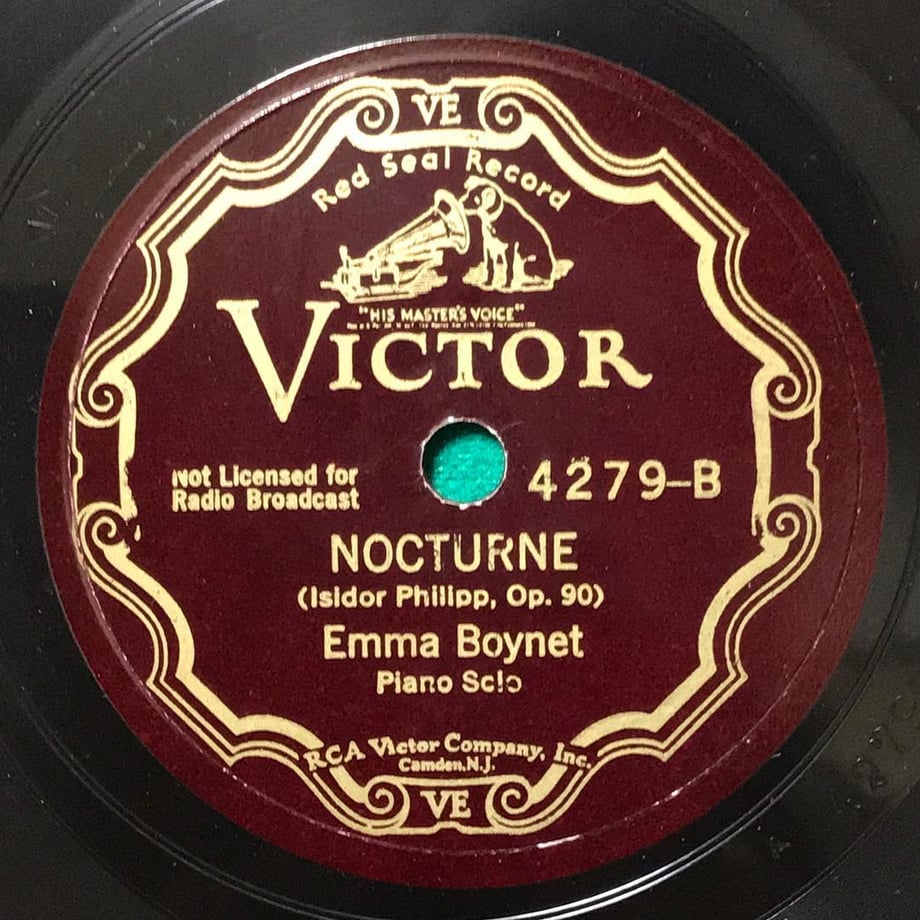 VE
Red Seal Record
"HIS MASTER'S VOICE"
VICTOR
Not Licensed for
Radio Broadcast
4279-B
NOCTURNE
(Isidor Philipp, Op. 90)
Emma Boynet
Piano Solo
RCA Victor Company, Inc.
Camden, N.J.
VE